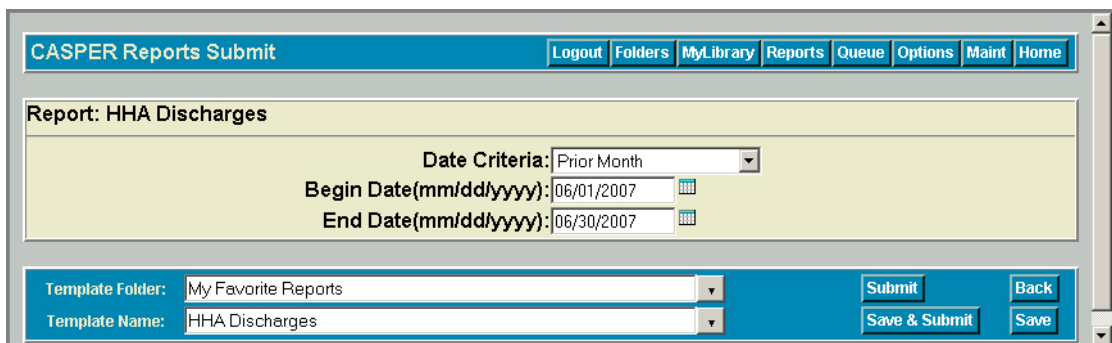 CASPER Reports Submit Logout Folders MyLibrary Reports Queue Options Maint Home
Report: HHA Discharges
Date Criteria: Prior Month
Begin Date(mm/dd/yyyy): 06/01/2007
End Date(mm/dd/yyyy): 06/30/2007
Template Folder: My Favorite Reports Submit Back
Template Name: HHA Discharges Save & Submit Save